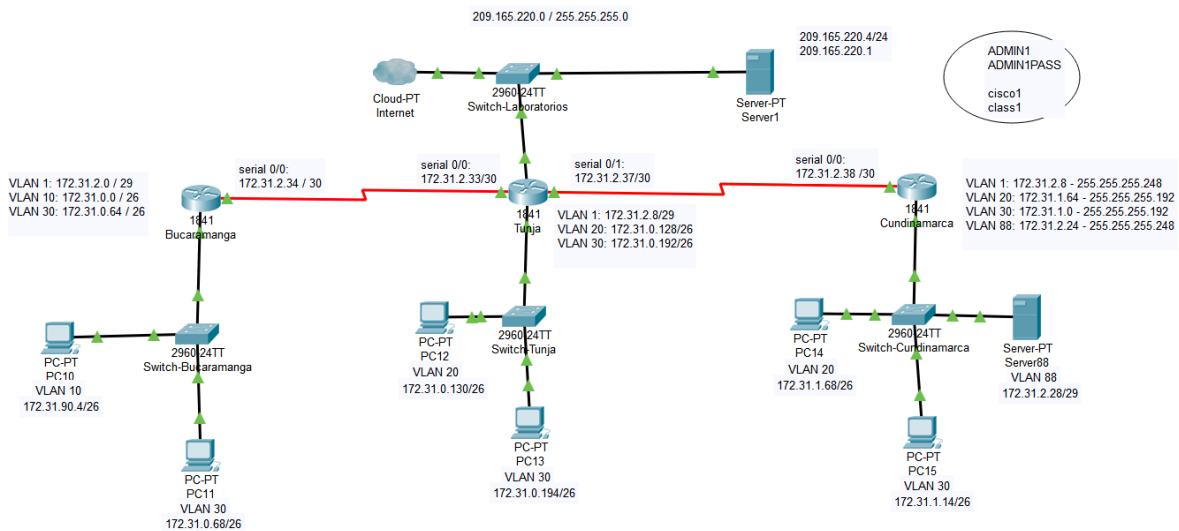 209.165.220.0 / 255.255.255.0
209.165.220.4/24
209.165.220.1
ADMIN1
ADMIN1PASS
cisco1
class1
Cloud-PT
Internet
2960-24TT
Switch-Laboratorios
Server-PT
Server1
VLAN 1: 172.31.2.0 / 29
VLAN 10: 172.31.0.0 / 26
VLAN 30: 172.31.0.64 / 26
serial 0/0:
172.31.2.34 / 30
1841
Bucaramanga
serial 0/0:
172.31.2.33/30
1841
Tunja
serial 0/1:
172.31.2.37/30
VLAN 1: 172.31.2.8/29
VLAN 20: 172.31.0.128/26
VLAN 30: 172.31.0.192/26
serial 0/0:
172.31.2.38 /30
1841
Cundinamarca
VLAN 1: 172.31.2.8 - 255.255.255.248
VLAN 20: 172.31.1.64 - 255.255.255.192
VLAN 30: 172.31.1.0 - 255.255.255.192
VLAN 88: 172.31.2.24 - 255.255.255.248
PC-PT
PC10
VLAN 10
172.31.90.4/26
2960-24TT
Switch-Bucaramanga
PC-PT
PC11
VLAN 30
172.31.0.68/26
PC-PT
PC12
VLAN 20
172.31.0.130/26
2960-24TT
Switch-Tunja
PC-PT
PC13
VLAN 30
172.31.0.194/26
PC-PT
PC14
VLAN 20
172.31.1.68/26
2960-24TT
Switch-Cundinamarca
Server-PT
Server88
VLAN 88
172.31.2.28/29
PC-PT
PC15
VLAN 30
172.31.1.14/26